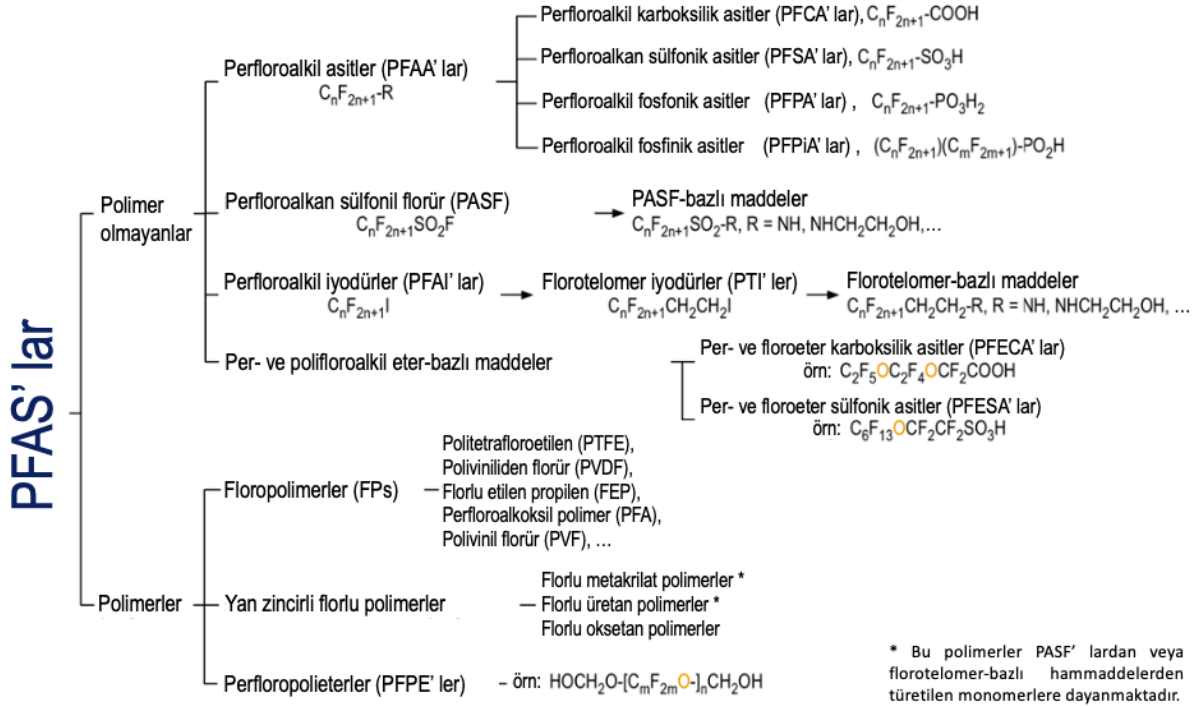 PFAS' lar
Polimer
olmayanlar
Perfloroalkil asitler (PFAA' lar)
CₙF₂ₙ₊₁-R
Perfloroalkil karboksilik asitler (PFCA' lar), CₙF₂ₙ₊₁-COOH
Perfloroalkan sülfonik asitler (PFSA' lar), CₙF₂ₙ₊₁-SO₃H
Perfloroalkil fosfonik asitler (PFPA' lar) , CₙF₂ₙ₊₁-PO₃H₂
Perfloroalkil fosfinik asitler (PFPiA' lar) , (CₙF₂ₙ₊₁)(CₘF₂ₘ₊₁)-PO₂H
Perfloroalkan sülfonil florür (PASF)
CₙF₂ₙ₊₁SO₂F
PASF-bazlı maddeler
CₙF₂ₙ₊₁SO₂-R, R = NH, NHCH₂CH₂OH,...
Perfloroalkil iyodürler (PFAI' lar)
CₙF₂ₙ₊₁I
Florotelomer iyodürler (PTI' ler)
CₙF₂ₙ₊₁CH₂CH₂I
Florotelomer-bazlı maddeler
CₙF₂ₙ₊₁CH₂CH₂-R, R = NH, NHCH₂CH₂OH, ...
Per- ve polifloroalkil eter-bazlı maddeler
Per- ve floroeter karboksilik asitler (PFECA' lar)
örn: C₂F₅OC₂F₄OCF₂COOH
Per- ve floroeter sülfonik asitler (PFESA' lar)
örn: C₆F₁₃OCF₂CF₂SO₃H
Polimerler
Floropolimerler (FPs)
Politetrafloroetilen (PTFE),
Poliviniliden florür (PVDF),
Florlu etilen propilen (FEP),
Perfloroalkoksil polimer (PFA),
Polivinil florür (PVF), ...
Yan zincirli florlu polimerler
Florlu metakrilat polimerler *
Florlu üretan polimerler *
Florlu oksetan polimerler
Perfloropolieterler (PFPE' ler)
– örn: HOCH₂O-[CₘF₂ₘO-]ₙCH₂OH
* Bu polimerler PASF' lardan veya
florotelomer-bazlı hammaddelerden
türetilen monomerlere dayanmaktadır.